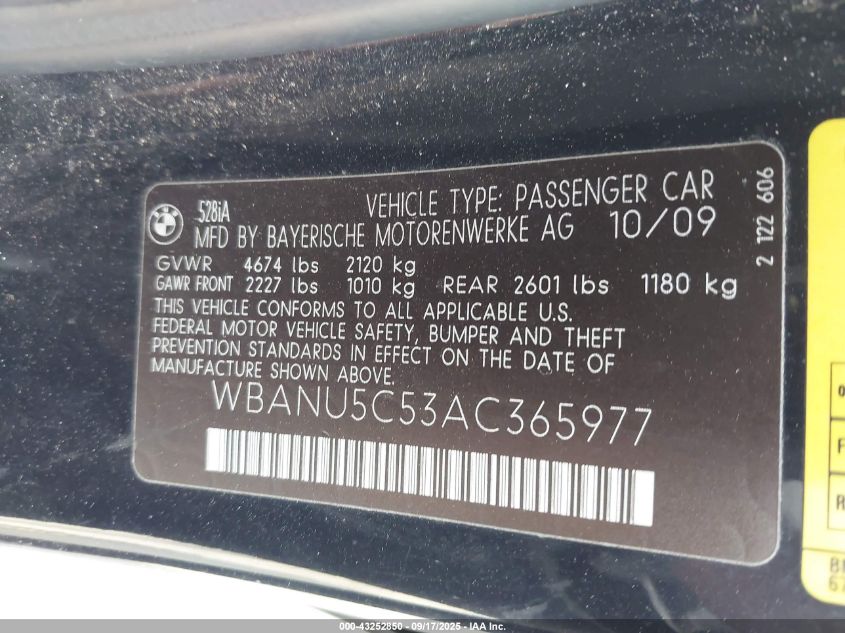 528iA
VEHICLE TYPE: PASSENGER CAR
MFD BY BAYERISCHE MOTORENWERKE AG 10/09
GVWR 4674 lbs 2120 kg
GAWR FRONT 2227 lbs 1010 kg REAR 2601 lbs 1180 kg
THIS VEHICLE CONFORMS TO ALL APPLICABLE U.S.
FEDERAL MOTOR VEHICLE SAFETY, BUMPER AND THEFT
PREVENTION STANDARDS IN EFFECT ON THE DATE OF
MANUFACTURE SHOWN ABOVE.
WBANU5C53AC365977
2 122 606
000-43252850 - 09/17/2025 - IAAI.COM